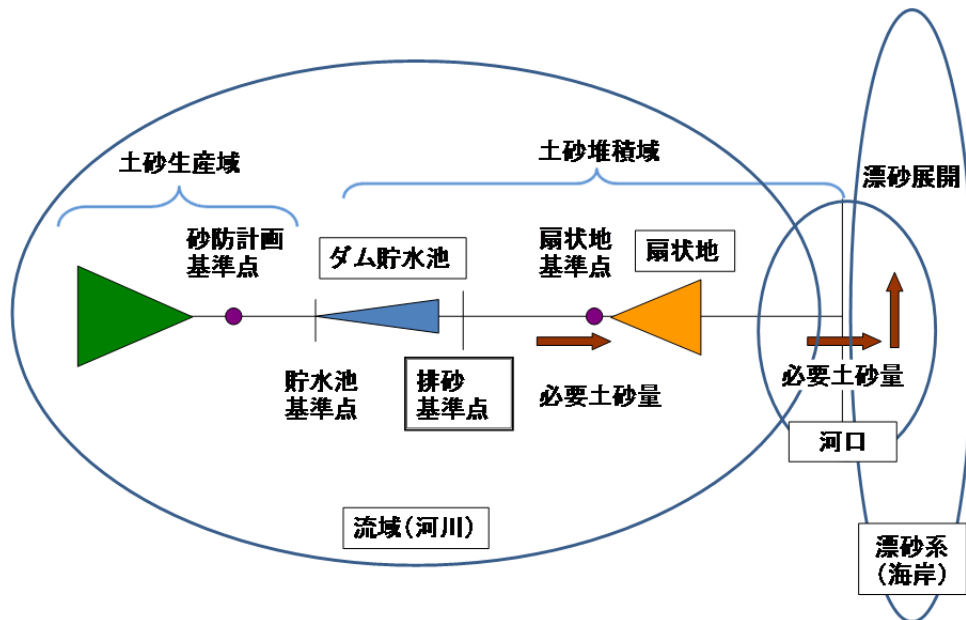 土砂生産域
土砂堆積域
漂砂展開
砂防計画
基準点
ダム貯水池
扇状地
基準点
扇状地
貯水池
基準点
排砂
基準点
必要土砂量
必要土砂量
河口
流域(河川)
漂砂系
(海岸)